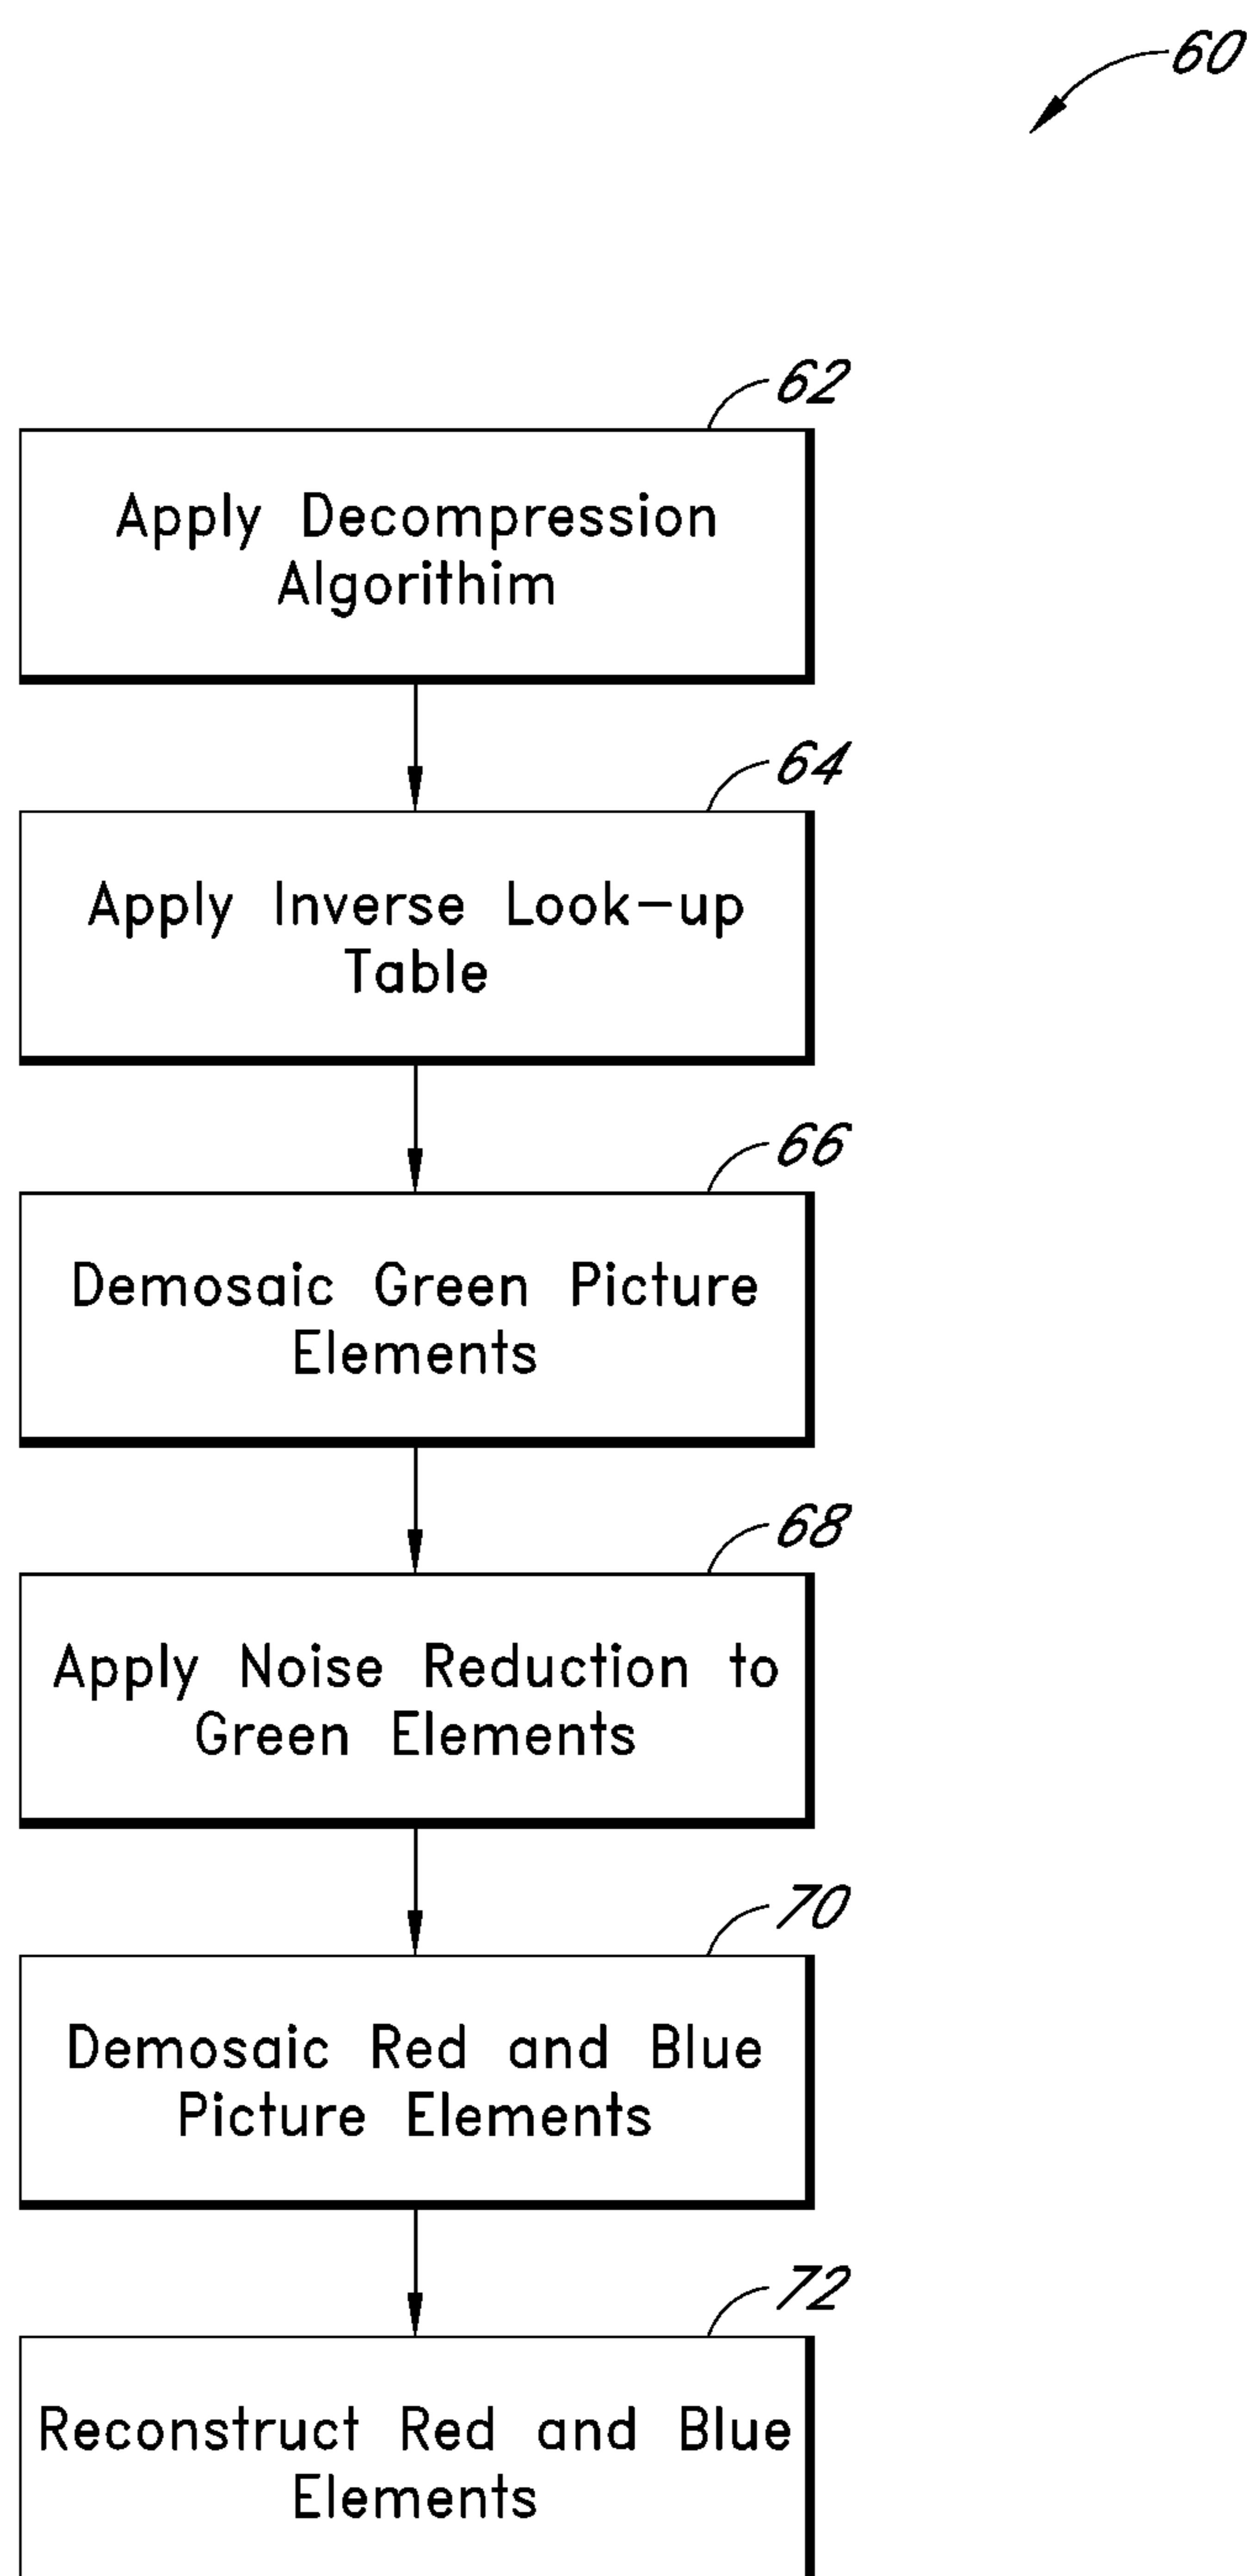 60
62
Apply Decompression
Algorithim
64
Apply Inverse Look-up
Table
66
Demosaic Green Picture
Elements
68
Apply Noise Reduction to
Green Elements
70
Demosaic Red and Blue
Picture Elements
72
Reconstruct Red and Blue
Elements